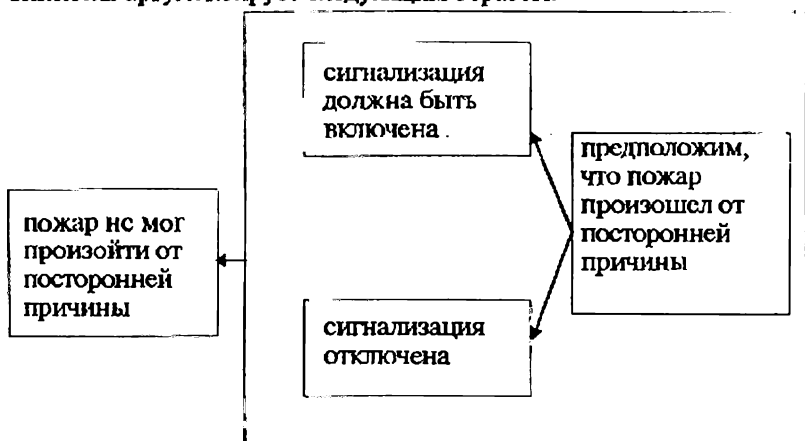 сигнализация
должна быть
включена.
предположим,
что пожар
произошел от
посторонней
причины
пожар не мог
произойти от
посторонней
причины
сигнализация
отключена